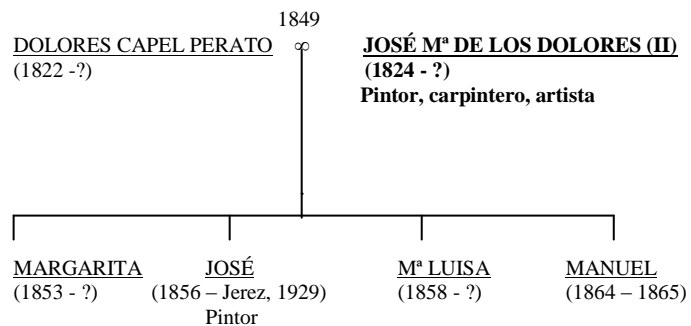 1849
DOLORES CAPEL PERATO ∞ JOSÉ Mª DE LOS DOLORES (II)
(1822 -?) (1824 - ?)
Pintor, carpintero, artista
MARGARITA JOSÉ Mª LUISA MANUEL
(1853 - ?) (1856 – Jerez, 1929) (1858 - ?) (1864 – 1865)
Pintor